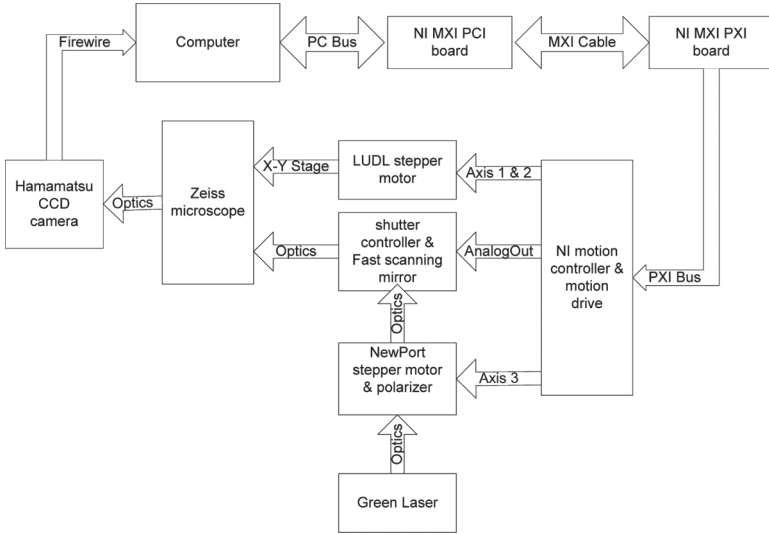 Firewire
Computer
PC Bus
NI MXI PCI
board
MXI Cable
NI MXI PXI
board
Hamamatsu
CCD
camera
Optics
Zeiss
microscope
X-Y Stage
LUDL stepper
motor
Axis 1 & 2
Optics
shutter
controller &
Fast scanning
mirror
AnalogOut
NI motion
controller &
motion
drive
PXI Bus
Optics
NewPort
stepper motor
& polarizer
Axis 3
Optics
Green Laser